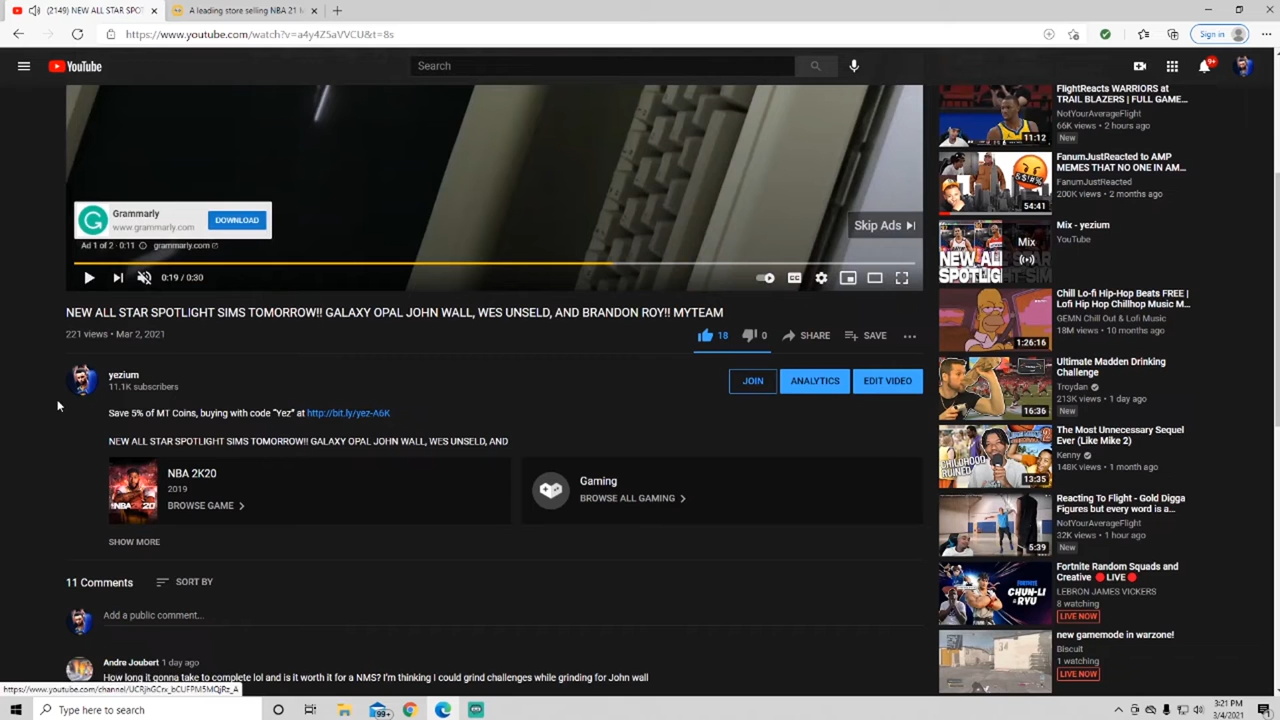 (2149) NEW ALL STAR SPOT
A leading store selling NBA 21 M
https://www.youtube.com/watch?v=a4y4Z5aVVCU&t=8s
Sign in
YouTube
Search
9+
Grammarly
www.grammarly.com
DOWNLOAD
Ad 1 of 2 · 0:11
grammarly.com
Skip Ads
0:19 / 0:30
NEW ALL STAR SPOTLIGHT SIMS TOMORROW!! GALAXY OPAL JOHN WALL, WES UNSELD, AND BRANDON ROY!! MYTEAM
221 views • Mar 2, 2021
18
0
SHARE
SAVE
yezium
11.1K subscribers
JOIN
ANALYTICS
EDIT VIDEO
Save 5% of MT Coins, buying with code "Yez" at http://bit.ly/yez-A6K
NEW ALL STAR SPOTLIGHT SIMS TOMORROW!! GALAXY OPAL JOHN WALL, WES UNSELD, AND
NBA 2K20
2019
BROWSE GAME
Gaming
BROWSE ALL GAMING
SHOW MORE
11 Comments
SORT BY
Add a public comment...
Andre Joubert 1 day ago
How long it gonna take to complete lol and is it worth it for a
MS? I'm thinking I could grind challenges while grinding for John wall
FlightReacts WARRIORS at
TRAIL BLAZERS | FULL GAME...
NotYourAverageFlight
66K views • 2 hours ago
New
11:12
FanumJustReacted to AMP
MEMES THAT NO ONE IN AM...
FanumJustReacted
200K views • 2 months ago
54:41
Mix - yezium
YouTube
Mix
NEW ALL STAR
SPOTLIGHT SIM
Chill Lo-fi Hip-Hop Beats FREE |
Lofi Hip Hop Chillhop Music M...
GEMN Chill Out & Lofi Music
18M views • 10 months ago
1:26:16
Ultimate Madden Drinking
Challenge
Troydan
213K views • 1 day ago
New
16:36
The Most Unnecessary Sequel
Ever (Like Mike 2)
Kenny
148K views • 1 month ago
CHILDHOOD
RUINED
13:35
Reacting To Flight - Gold Digga
Figures but every word is a...
NotYourAverageFlight
32K views • 1 hour ago
New
5:39
Fortnite Random Squads and
Creative LIVE
LEBRON JAMES VICKERS
8 watching
LIVE NOW
FORTNITE
CHUN-LI
& RYU
new gamemode in warzone!
Biscuit
1 watching
LIVE NOW
Type here to search
99+
3:21 PM
3/4/2021